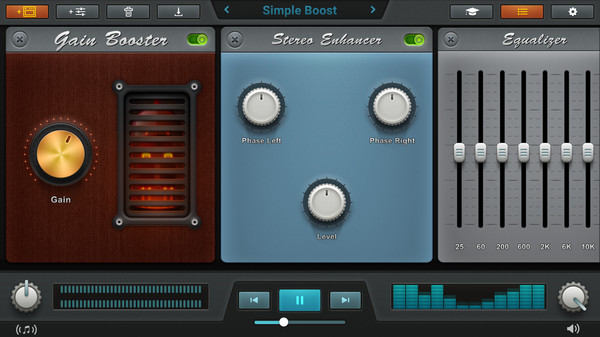 Simple Boost
Gain Booster
Stereo Enhancer
Equalizer
Gain
Phase Left
Phase Right
Level
25 60 200 600 2K 6K 10K